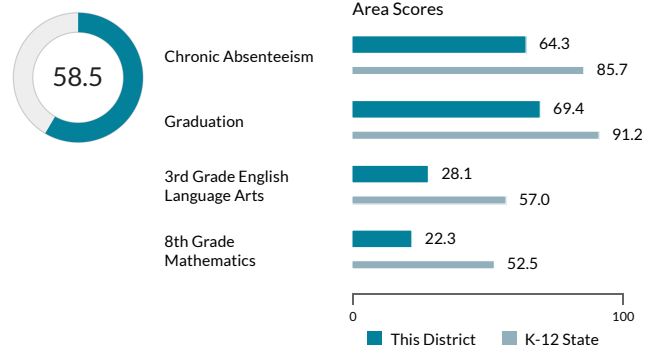 58.5
Area Scores
Chronic Absenteeism
64.3
85.7
Graduation
69.4
91.2
3rd Grade English
Language Arts
28.1
57.0
8th Grade
Mathematics
22.3
52.5
0
100
This District
K-12 State